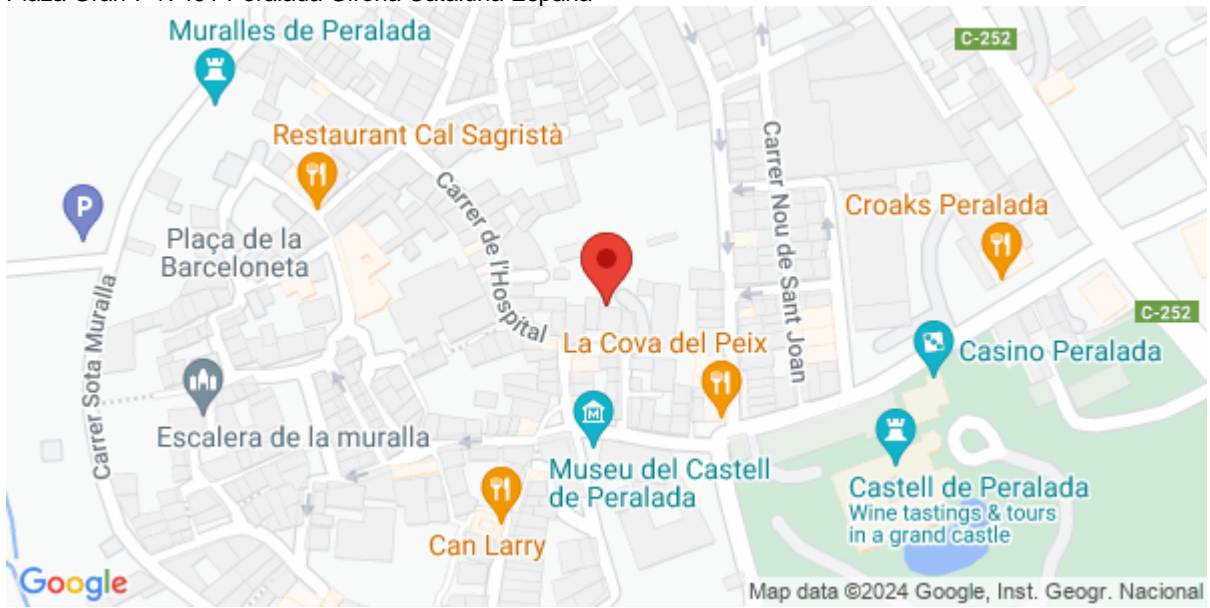 Muralles de Peralada
C-252
Restaurant Cal Sagristà
Carrer de l'Hospital
Carrer Nou de Sant Joan
P
Croaks Peralada
Plaça de la
Barceloneta
C-252
La Cova del Peix
Casino Peralada
Carrer Sota Muralla
Escalera de la muralla
M
Museu del Castell
de Peralada
Castell de Peralada
Wine tastings & tours
in a grand castle
Can Larry
Google
Map data ©2024 Google, Inst. Geogr. Nacional